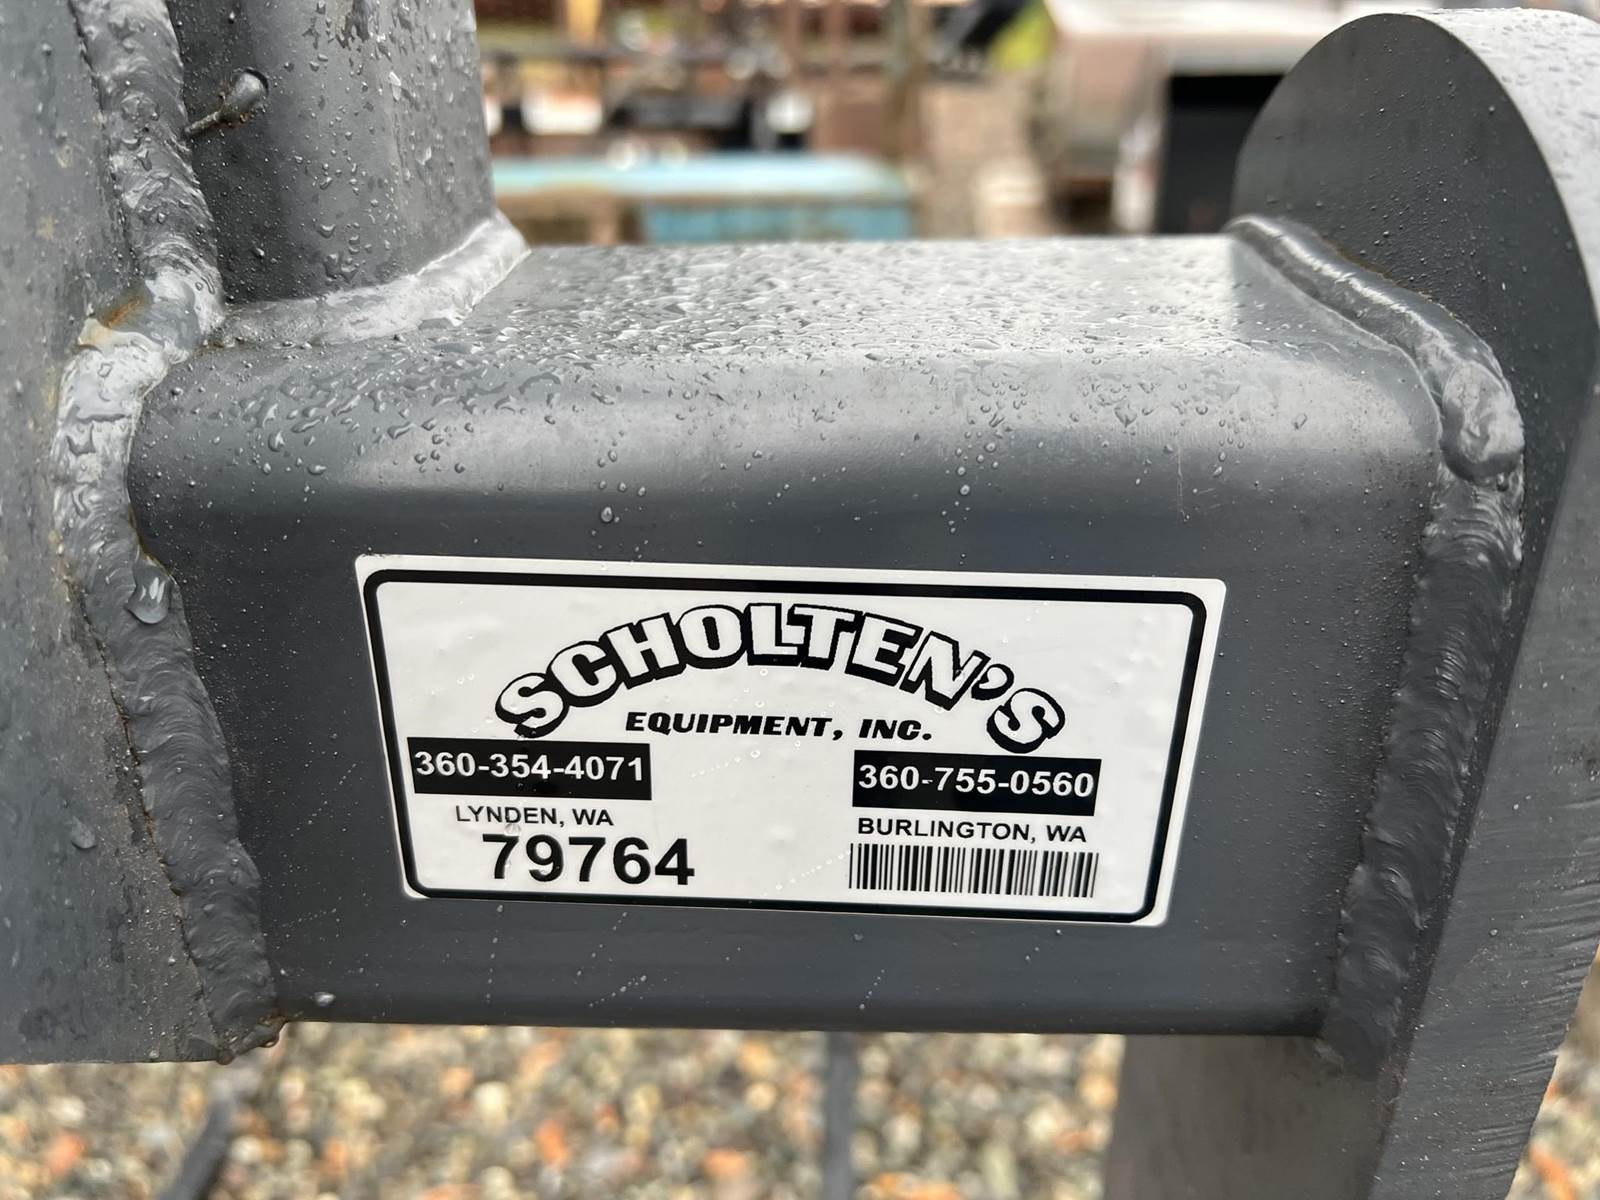 SCHOLTEN'S
EQUIPMENT, INC.
360-354-4071
LYNDEN, WA
79764
360-755-0560
BURLINGTON, WA